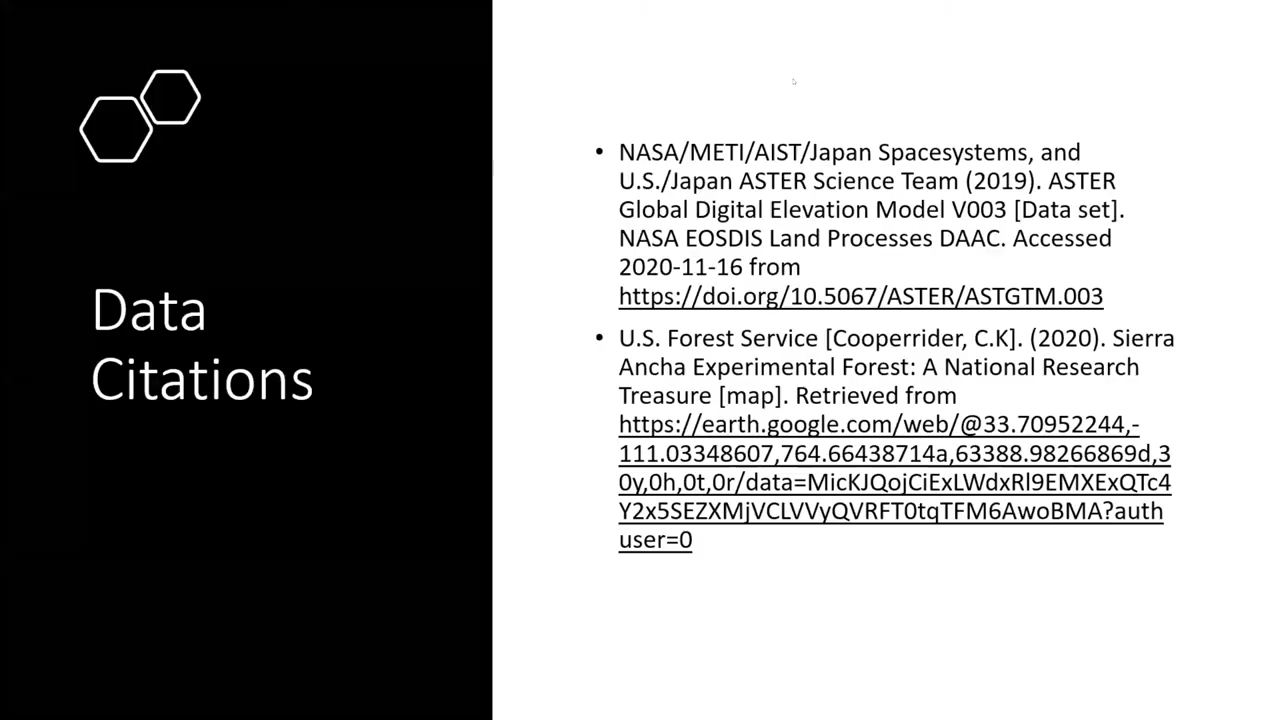 Data
Citations
• NASA/METI/AIST/Japan Spacesystems, and
U.S./Japan ASTER Science Team (2019). ASTER
Global Digital Elevation Model V003 [Data set].
NASA EOSDIS Land Processes DAAC. Accessed
2020-11-16 from
https://doi.org/10.5067/ASTER/ASTGTM.003
• U.S. Forest Service [Cooperrider, C.K]. (2020). Sierra
Ancha Experimental Forest: A National Research
Treasure [map]. Retrieved from
https://earth.google.com/web/@33.70952244,-
111.03348607,764.66438714a,63388.98266869d,3
0y,0h,0t,0r/data=MicKJQojCiExLWdxRl9EMXExQTc4
Y2x5SEZXMjVCLVVyQVRFT0tqTFM6AwoBMA?auth
user=0